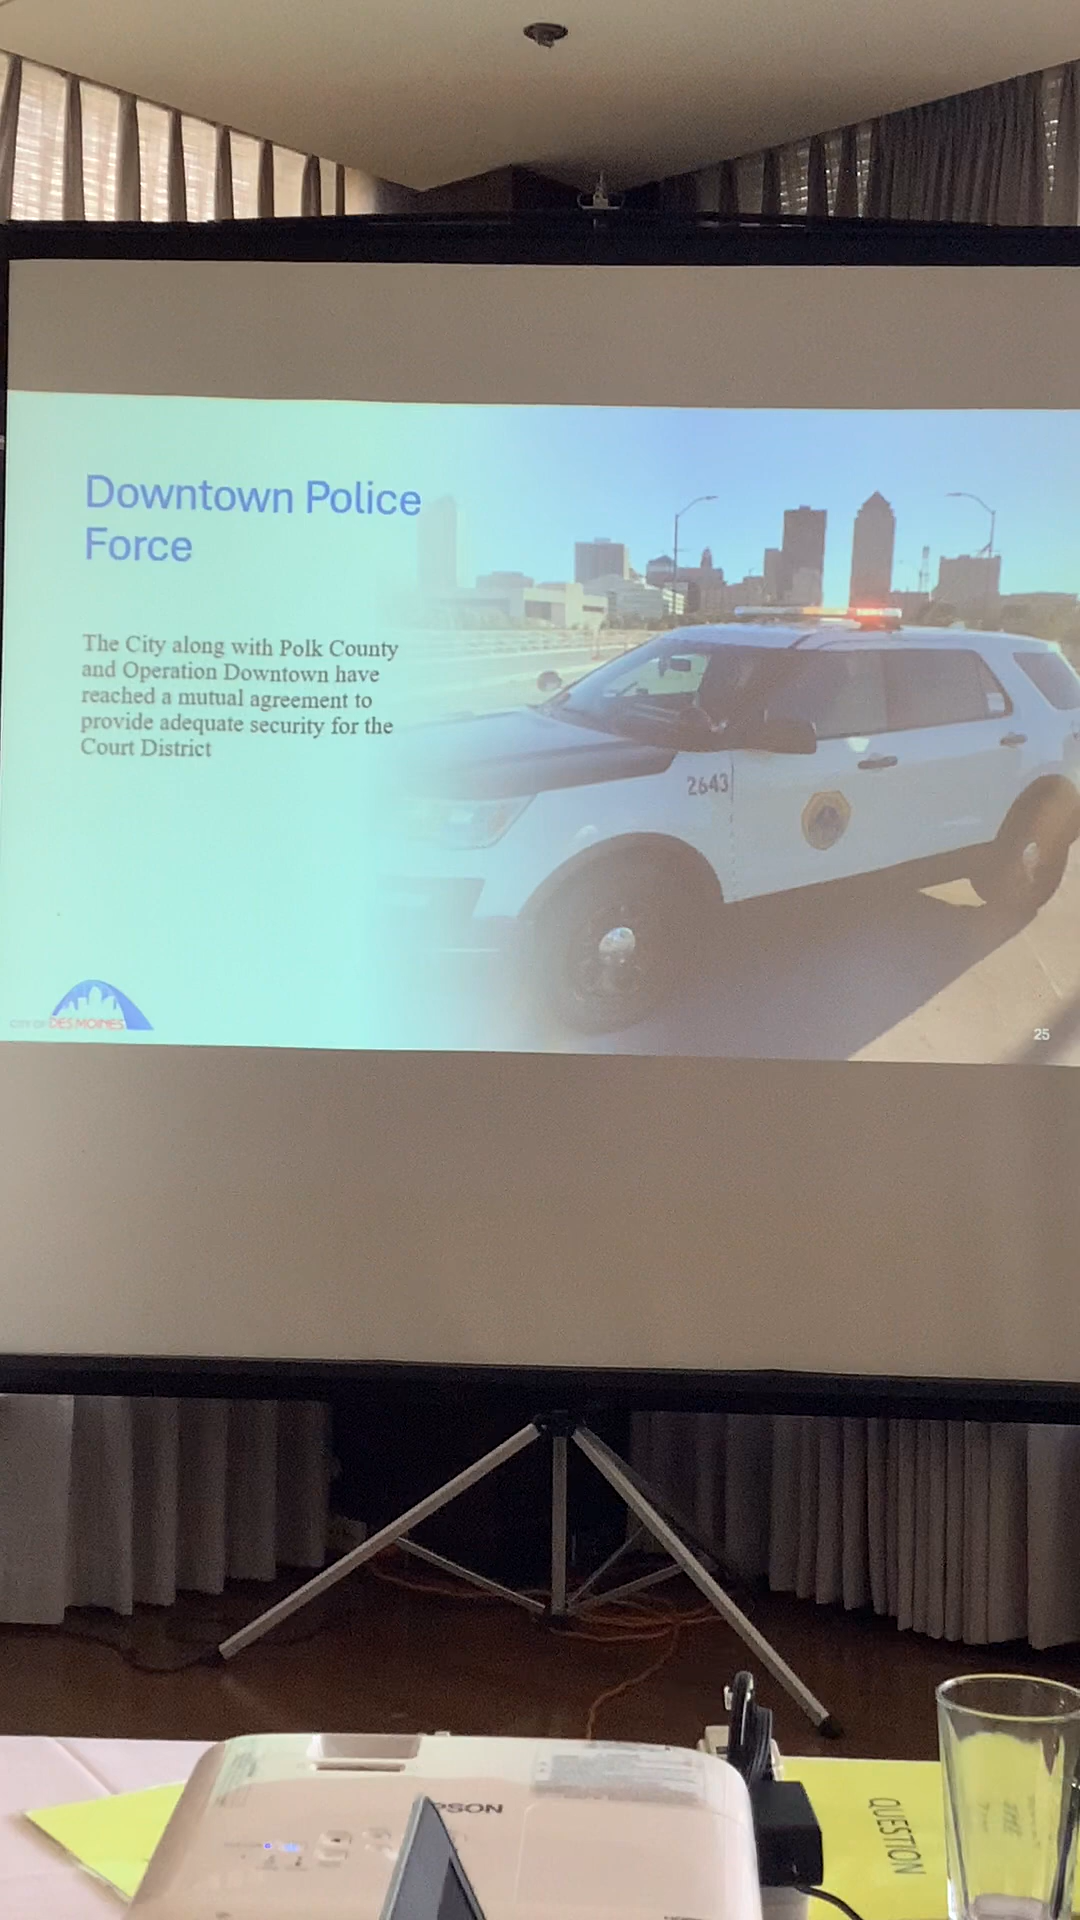 Downtown Police
Force
The City along with Polk County
and Operation Downtown have
reached a mutual agreement to
provide adequate security for the
Court District
2643
CITY OF DES MOINES
25
PSON
QUESTION